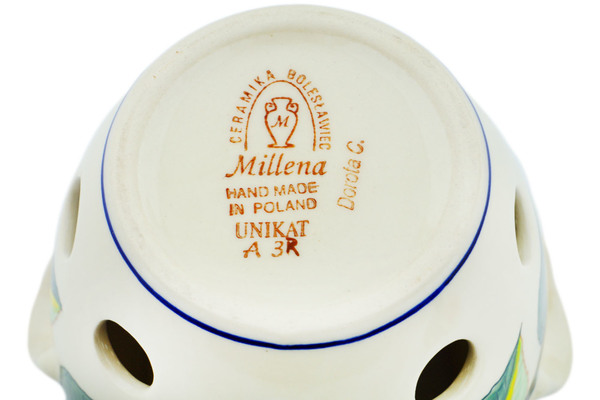 CERAMIKA BOLESŁAWIEC
M
Millena
HAND MADE
IN POLAND
UNIKAT
A 3R
Dorota G.